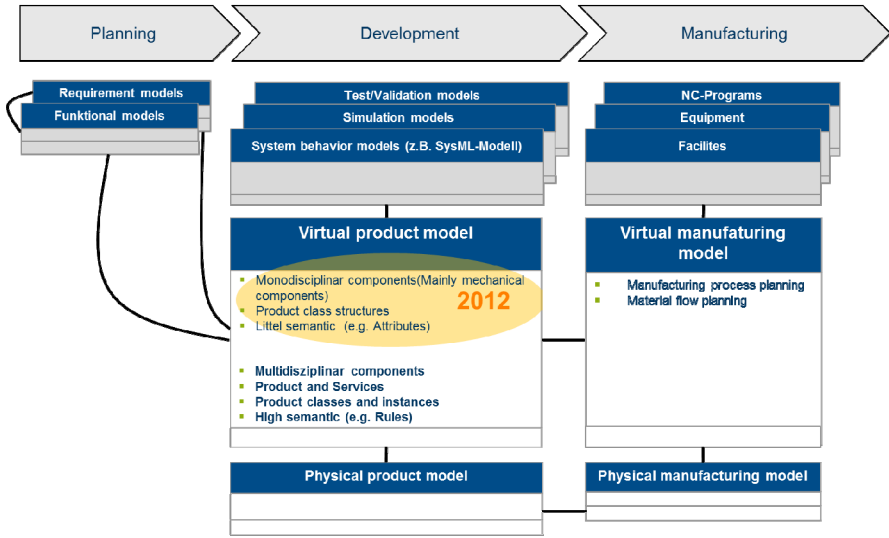 Planning
Development
Manufacturing
Requirement models
Funktional models
Test/Validation models
Simulation models
System behavior models (z.B. SysML-Modell)
NC-Programs
Equipment
Facilites
Virtual product model
Monodisciplinar components(Mainly mechanical
components)
Product class structures
Littel semantic (e.g. Attributes)
2012
Multidisziplinar components
Product and Services
Product classes and instances
High semantic (e.g. Rules)
Virtual manufaturing
model
Manufacturing process planning
Material flow planning
Physical product model
Physical manufacturing model